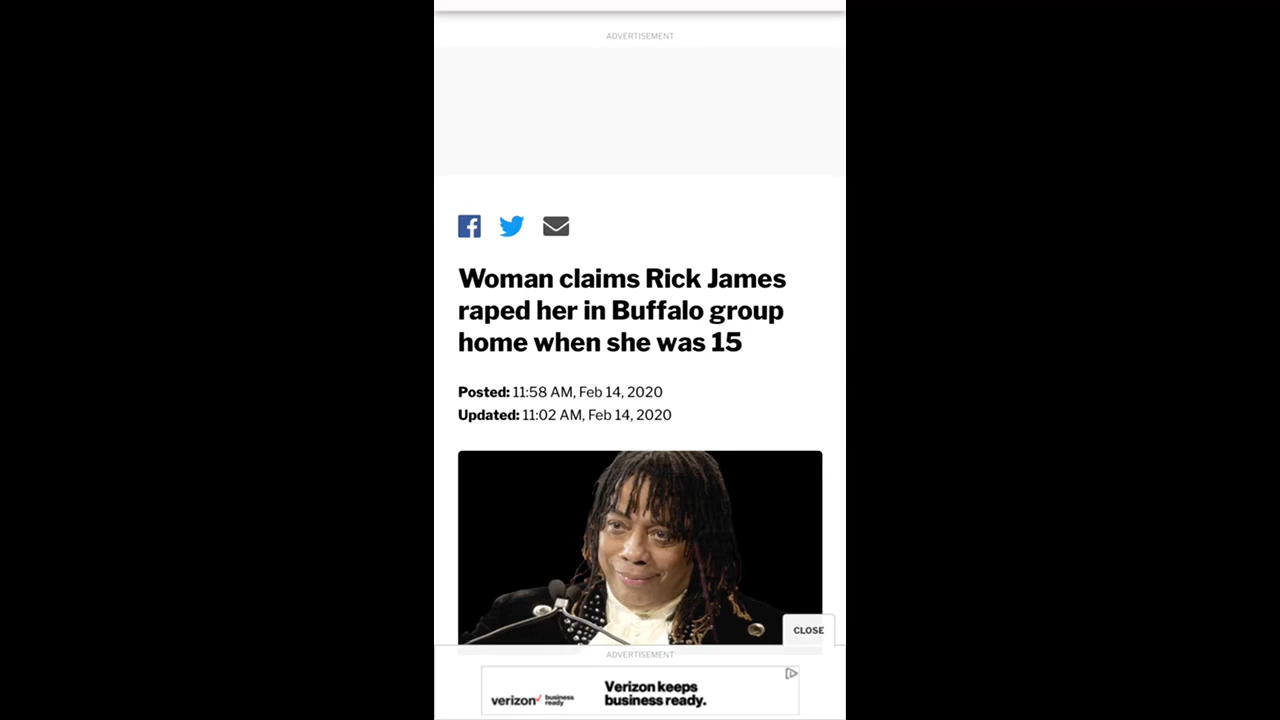 ADVERTISEMENT
Woman claims Rick James
raped her in Buffalo group
home when she was 15
Posted: 11:58 AM, Feb 14, 2020
Updated: 11:02 AM, Feb 14, 2020
CLOSE
ADVERTISEMENT
verizon✓ business ready
Verizon keeps
business ready.